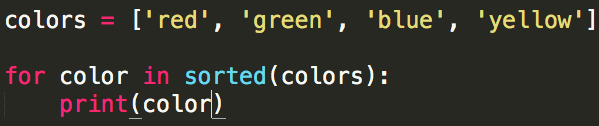 colors = ['red', 'green', 'blue', 'yellow']
for color in sorted(colors):
    print(color)